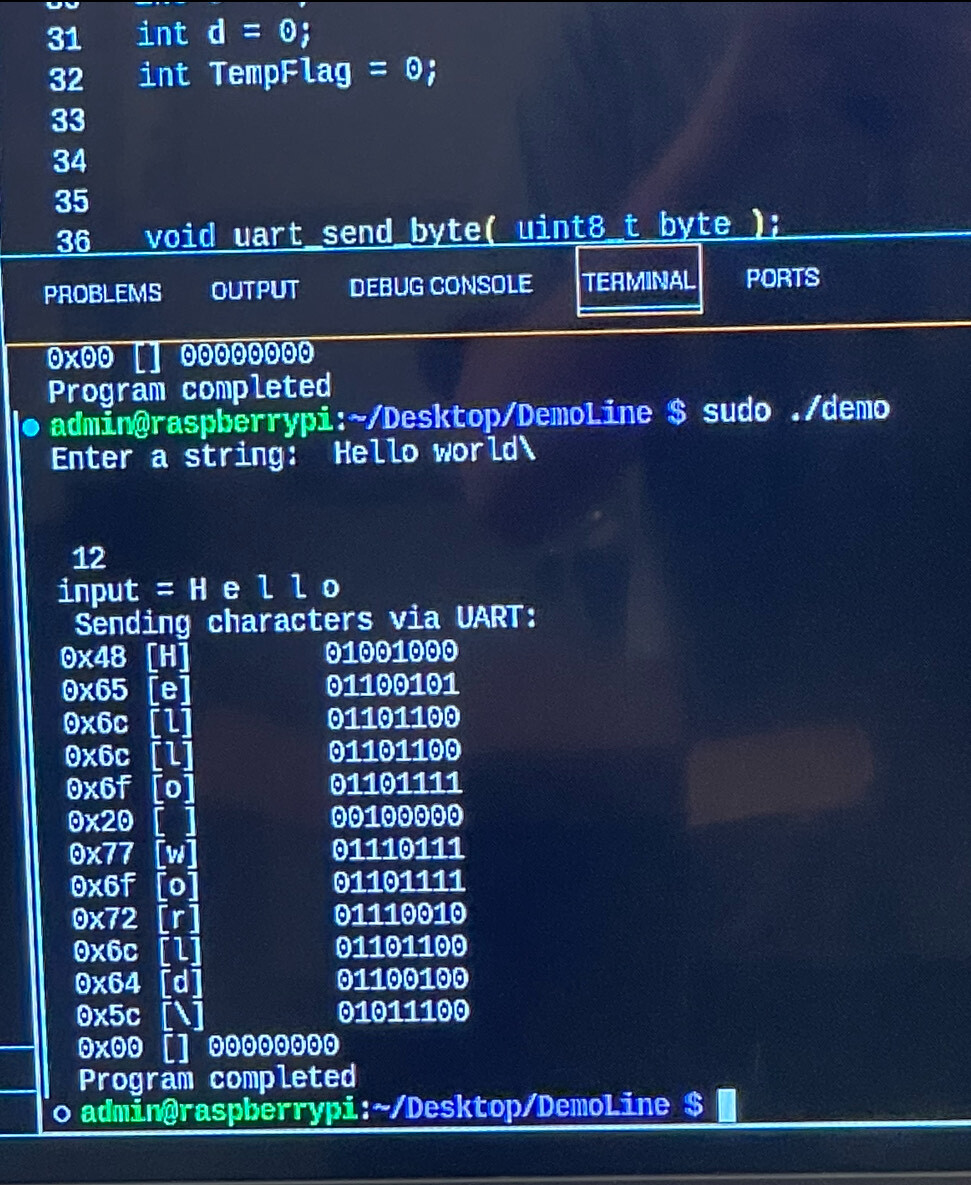 31 int d = 0;
32 int TempFlag = 0;
33
34
35
36 void uart_send_byte( uint8_t byte );
PROBLEMS OUTPUT DEBUG CONSOLE TERMINAL PORTS
0x00 [] 00000000
Program completed
admin@raspberrypi:~/Desktop/DemoLine $ sudo ./demo
Enter a string: Hello world\
12
input = H e l l o
Sending characters via UART:
0x48 [H] 01001000
0x65 [e] 01100101
0x6c [l] 01101100
0x6c [l] 01101100
0x6f [o] 01101111
0x20 [ ] 00100000
0x77 [w] 01110111
0x6f [o] 01101111
0x72 [r] 01110010
0x6c [l] 01101100
0x64 [d] 01100100
0x5c [\] 01011100
0x00 [] 00000000
Program completed
admin@raspberrypi:~/Desktop/DemoLine $